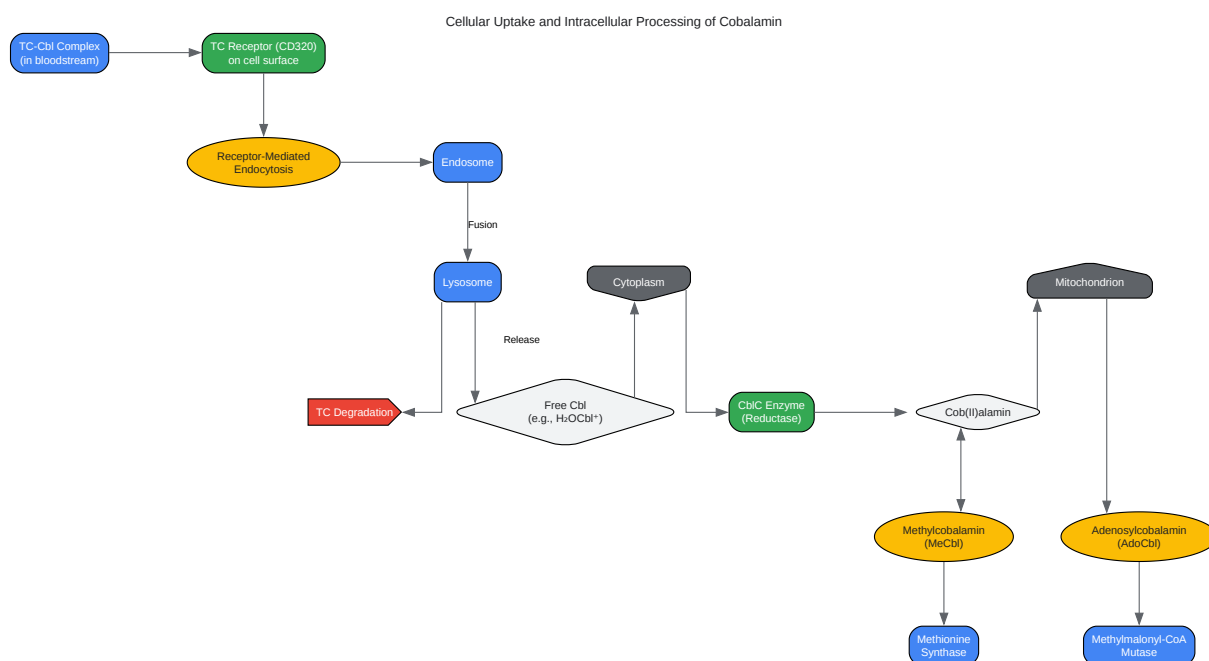 Cellular Uptake and Intracellular Processing of Cobalamin
TC-Cbl Complex
(in bloodstream)
TC Receptor (CD320)
on cell surface
Receptor-Mediated
Endocytosis
Endosome
Fusion
Lysosome
Cytoplasm
Mitochondrion
Release
TC Degradation
Free Cbl
(e.g., H₂OCbl⁺)
CblC Enzyme
(Reductase)
Cob(II)alamin
Methylcobalamin
(MeCbl)
Adenosylcobalamin
(AdoCbl)
Methionine
Synthase
Methylmalonyl-CoA
Mutase